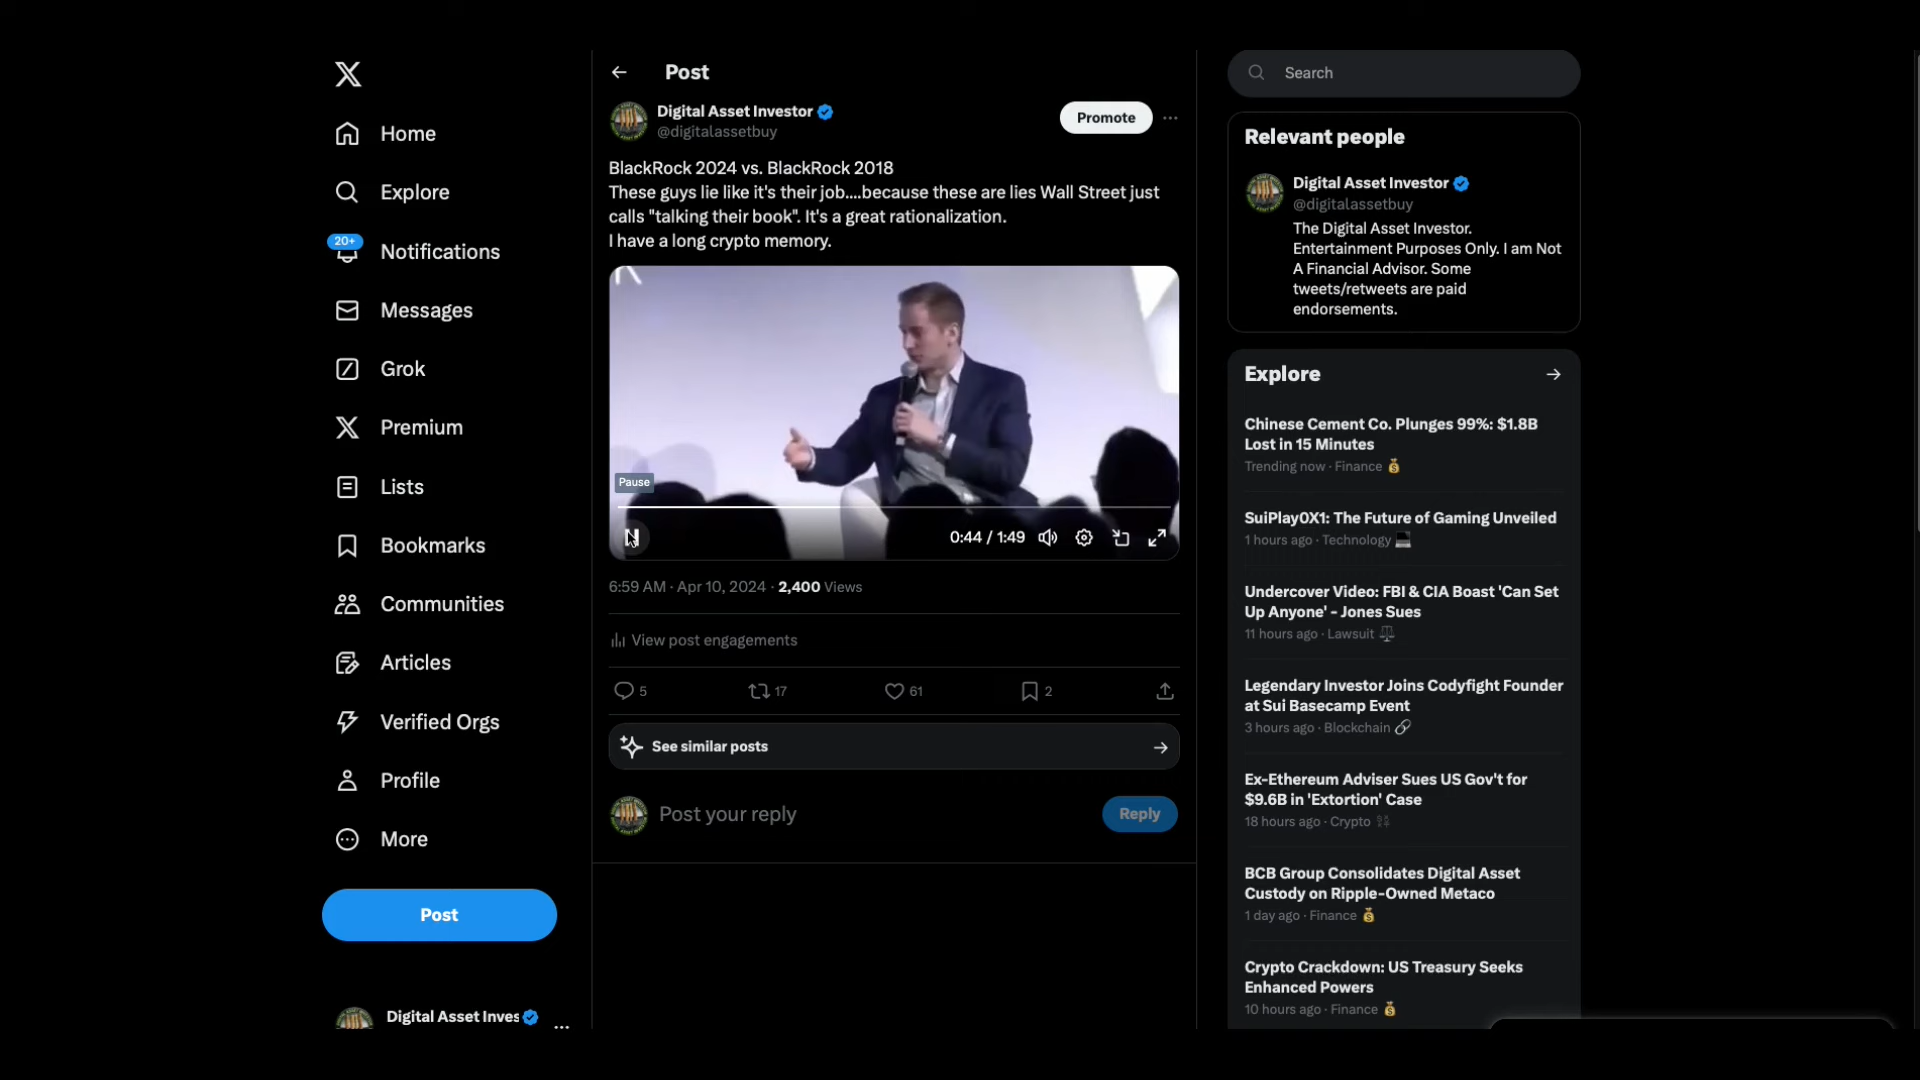 Home
Explore
20+
Notifications
Messages
Grok
Premium
Lists
Bookmarks
Communities
Articles
Verified Orgs
Profile
More
Post
Digital Asset Inves
...
Post
Digital Asset Investor
@digitalassetbuy
Promote
BlackRock 2024 vs. BlackRock 2018
These guys lie like it's their job....because these are lies Wall Street just
calls "talking their book". It's a great rationalization.
I have a long crypto memory.
Pause
0:44 / 1:49
6:59 AM · Apr 10, 2024 · 2,400 Views
View post engagements
5
17
61
2
See similar posts
Post your reply
Reply
Search
Relevant people
Digital Asset Investor
@digitalassetbuy
The Digital Asset Investor.
Entertainment Purposes Only. I am Not
A Financial Advisor. Some
tweets/retweets are paid
endorsements.
Explore
Chinese Cement Co. Plunges 99%: $1.8B
Lost in 15 Minutes
Trending now · Finance 💰
SuiPlay0X1: The Future of Gaming Unveiled
1 hours ago · Technology 💻
Undercover Video: FBI & CIA Boast 'Can Set
Up Anyone' - Jones Sues
11 hours ago · Lawsuit ⚖️
Legendary Investor Joins Codyfight Founder
at Sui Basecamp Event
3 hours ago · Blockchain 🔗
Ex-Ethereum Adviser Sues US Gov't for
$9.6B in 'Extortion' Case
18 hours ago · Crypto
BCB Group Consolidates Digital Asset
Custody on Ripple-Owned Metaco
1 day ago · Finance 💰
Crypto Crackdown: US Treasury Seeks
Enhanced Powers
10 hours ago · Finance 💰